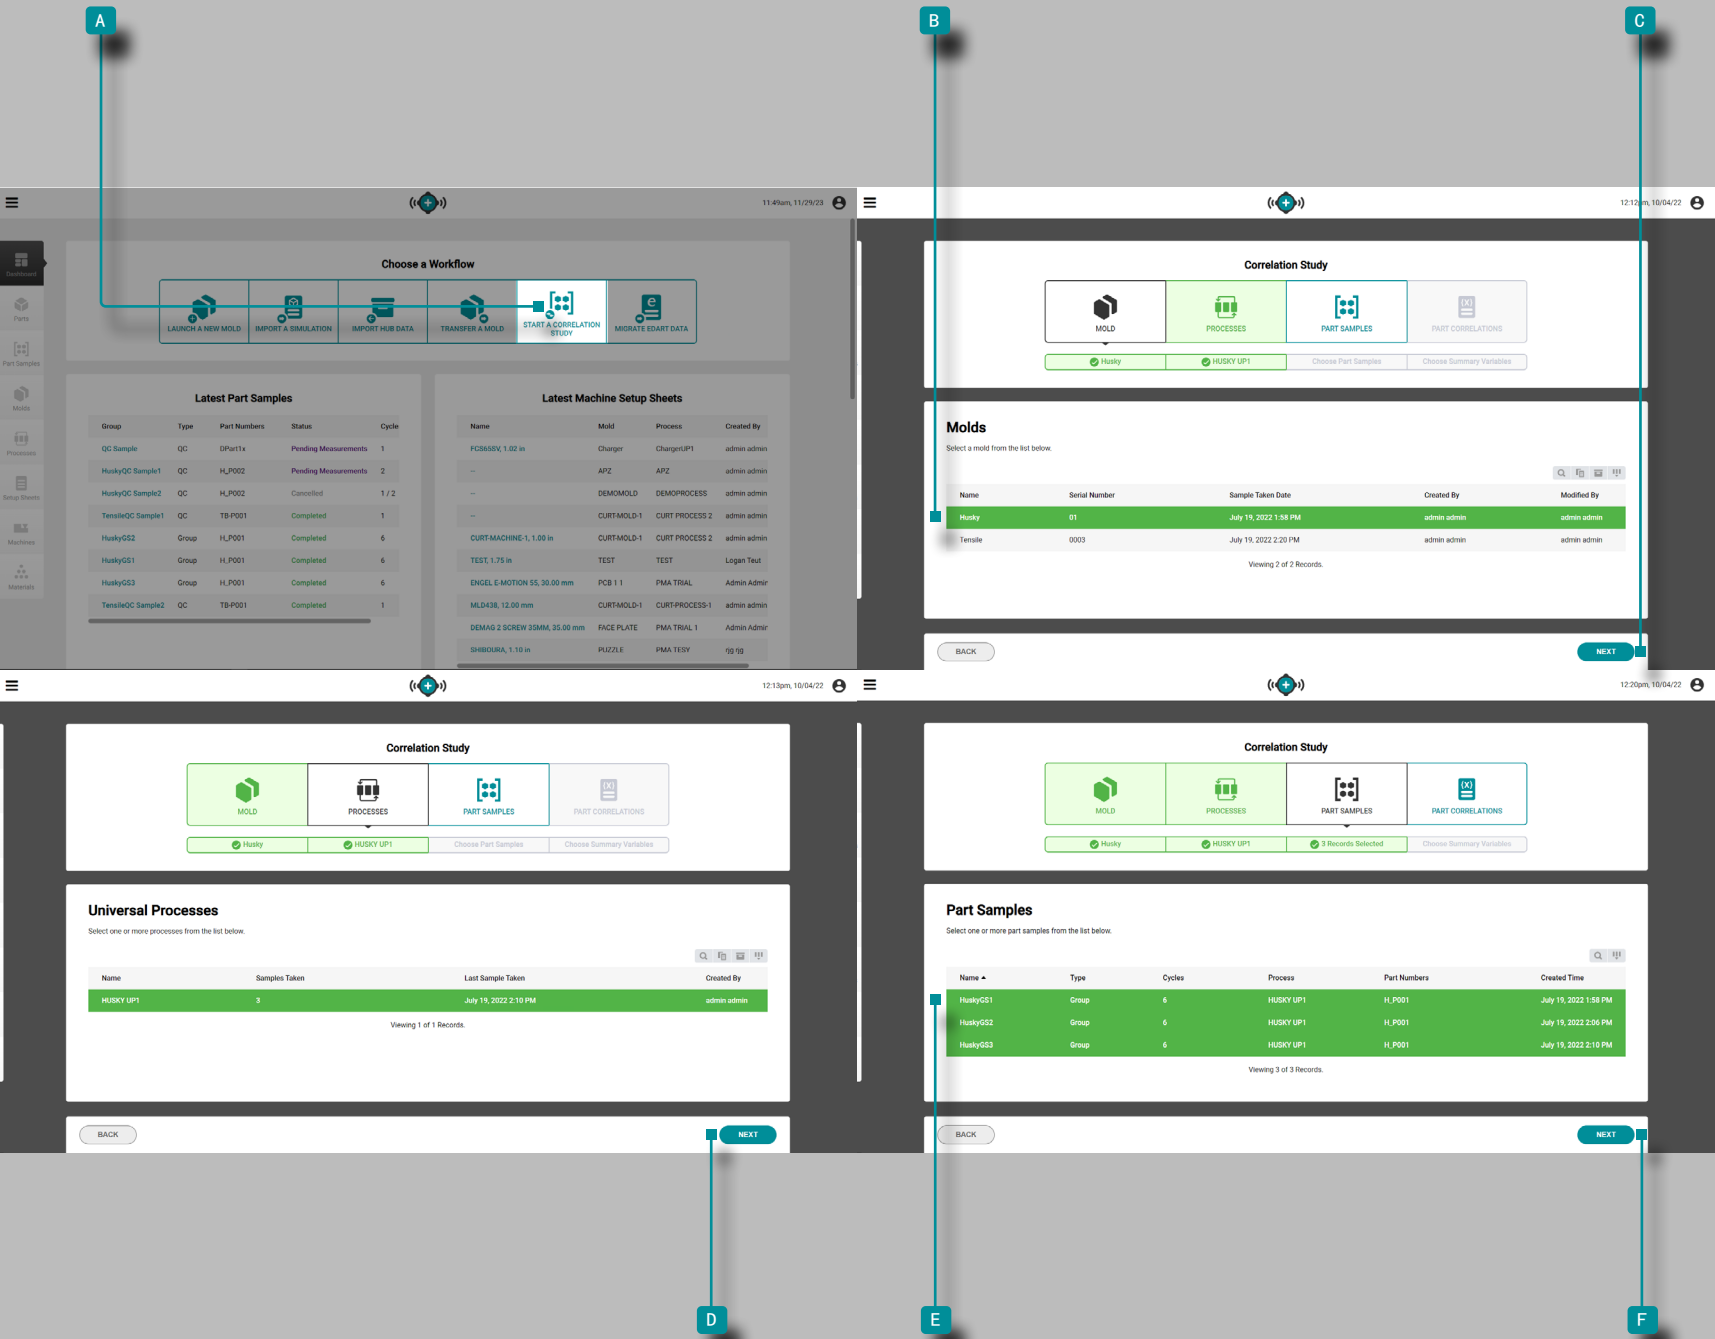 A
B
C
11:49am, 11/29/23
Dashboard
Parts
Part Samples
Molds
Processes
Setup Sheets
Machines
Materials
Choose a Workflow
LAUNCH A NEW MOLD
IMPORT A SIMULATION
IMPORT HUB DATA
TRANSFER A MOLD
START A CORRELATION
STUDY
MIGRATE EDART DATA
Latest Part Samples
Group Type Part Numbers Status Cycle
QC Sample QC DPart1x Pending Measurements 1
HuskyQC Sample1 QC H_P002 Pending Measurements 2
HuskyQC Sample2 QC H_P002 Cancelled 1 / 2
TensileQC Sample1 QC TB-P001 Completed 1
HuskyGS2 Group H_P001 Completed 6
HuskyGS1 Group H_P001 Completed 6
HuskyGS3 Group H_P001 Completed 6
TensileQC Sample2 QC TB-P001 Completed 1
Latest Machine Setup Sheets
Name Mold Process Created By
FC8658V, 1.02 in Charger ChargerUP1 admin admin
-- APZ APZ admin admin
-- DEMOMOLD DEMOPROCESS admin admin
-- CURT-MOLD-1 CURT PROCESS 2 admin admin
CURT-MACHINE-1, 1.00 in CURT-MOLD-1 CURT PROCESS 2 admin admin
TEST, 1.75 in TEST TEST Logan Teut
ENGEL E-MOTION 55, 30.00 mm PCB 1 1 PMA TRIAL Admin Admin
MLD438, 12.00 mm CURT-MOLD-1 CURT-PROCESS-1 admin admin
DEMAG 2 SCREW 35MM, 35.00 mm FACE PLATE PMA TRIAL 1 Admin Admin
SHIBOURA, 1.10 in PUZZLE PMA TESY rjg rjg
12:12pm, 10/04/22
Correlation Study
MOLD
PROCESSES
PART SAMPLES
PART CORRELATIONS
Husky
HUSKY UP1
Choose Part Samples
Choose Summary Variables
Molds
Select a mold from the list below.
Name Serial Number Sample Taken Date Created By Modified By
Husky 01 July 19, 2022 1:58 PM admin admin admin admin
Tensile 0003 July 19, 2022 2:20 PM admin admin admin admin
Viewing 2 of 2 Records.
BACK
NEXT
12:13pm, 10/04/22
Correlation Study
MOLD
PROCESSES
PART SAMPLES
PART CORRELATIONS
Husky
HUSKY UP1
Choose Part Samples
Choose Summary Variables
Universal Processes
Select one or more processes from the list below.
Name Samples Taken Last Sample Taken Created By
HUSKY UP1 3 July 19, 2022 2:10 PM admin admin
Viewing 1 of 1 Records.
BACK
NEXT
12:20pm, 10/04/22
Correlation Study
MOLD
PROCESSES
PART SAMPLES
PART CORRELATIONS
Husky
HUSKY UP1
3 Records Selected
Choose Summary Variables
Part Samples
Select one or more part samples from the list below.
Name Type Cycles Process Part Numbers Created Time
HuskyGS1 Group 6 HUSKY UP1 H_P001 July 19, 2022 1:58 PM
HuskyGS2 Group 6 HUSKY UP1 H_P001 July 19, 2022 2:06 PM
HuskyGS3 Group 6 HUSKY UP1 H_P001 July 19, 2022 2:10 PM
Viewing 3 of 3 Records.
BACK
NEXT
D
E
F